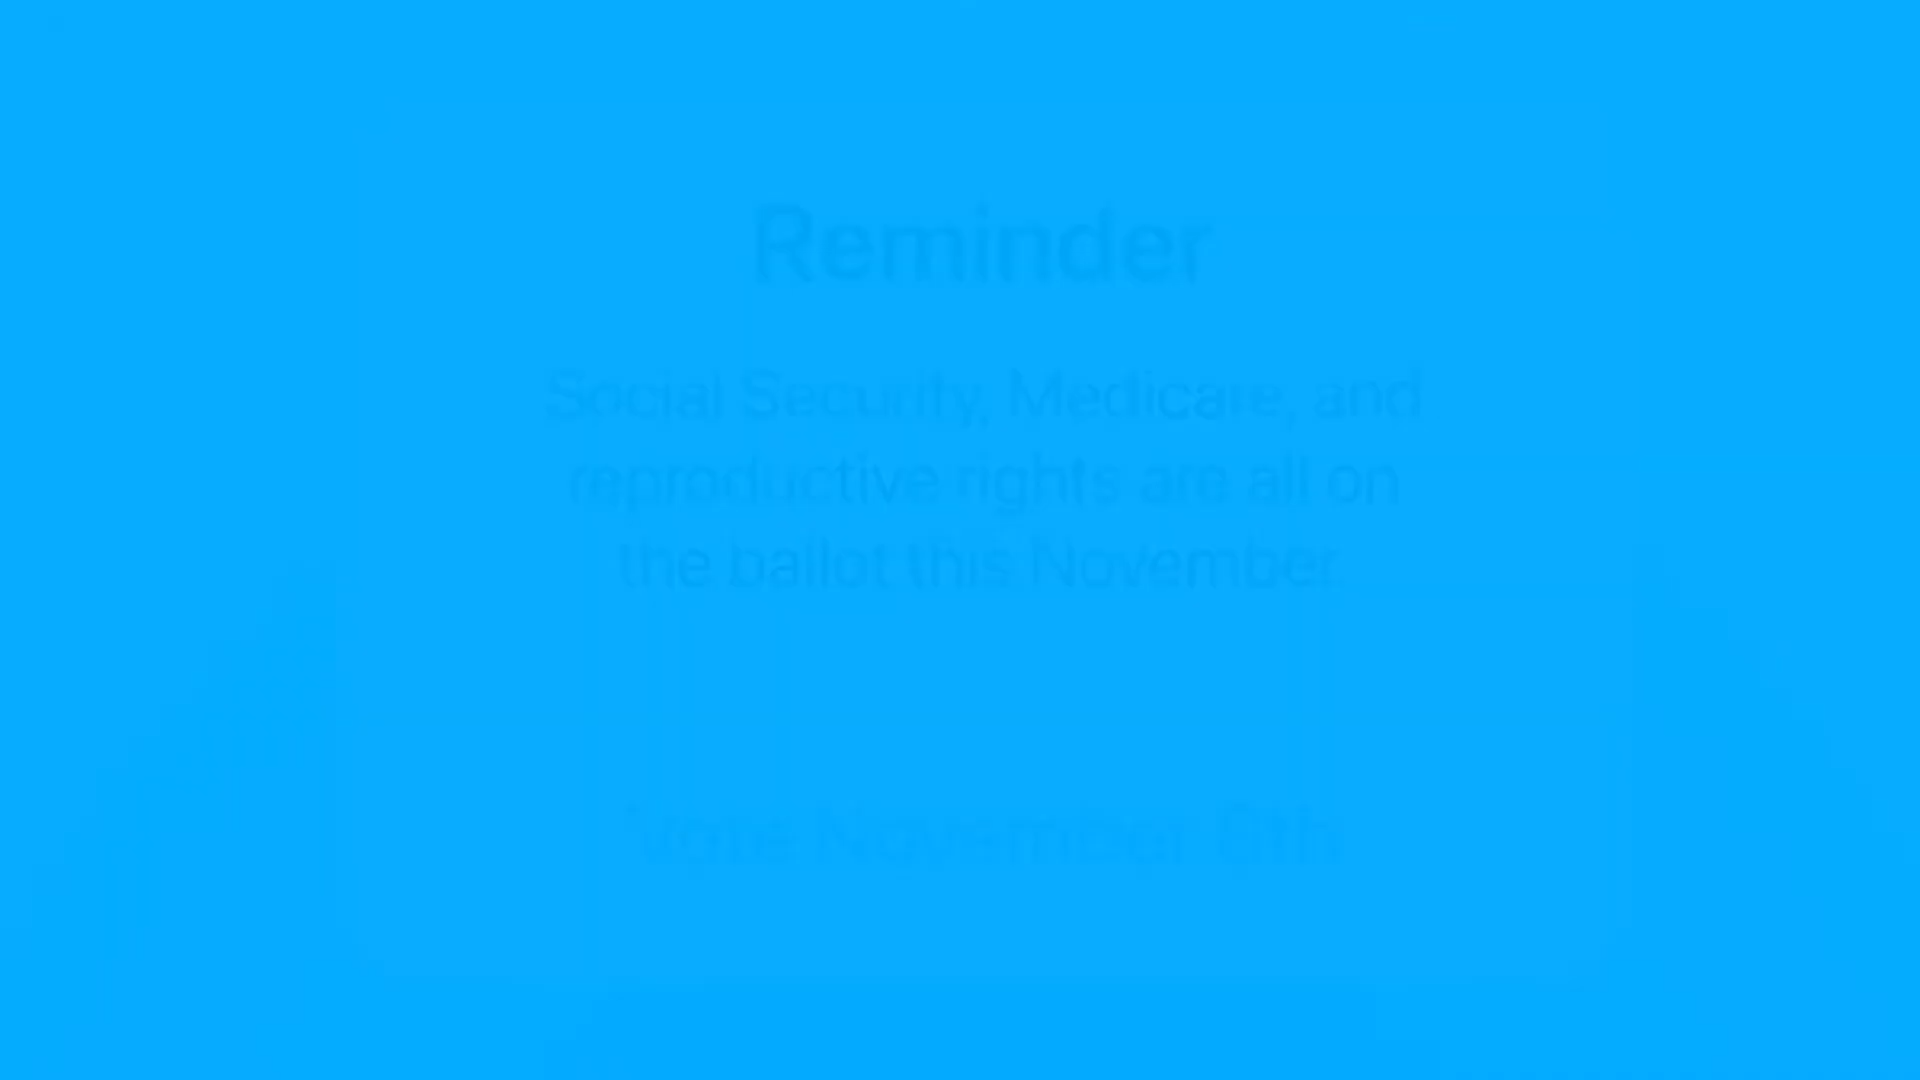 Reminder
Social Security, Medicare, and
reproductive rights are all on
the ballot this November
Vote November 8th